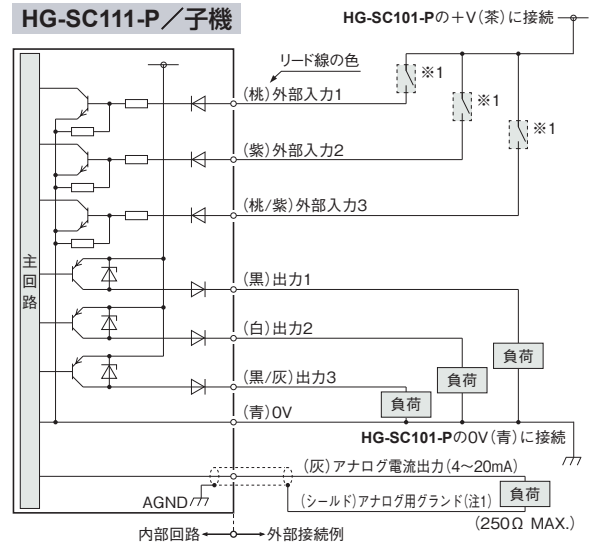 HG-SC111-P／子機
HG-SC101-Pの＋V(茶)に接続
リード線の色
(桃)外部入力1
※1
(紫)外部入力2
※1
(桃/紫)外部入力3
※1
主回路
(黒)出力1
(白)出力2
(黒/灰)出力3
負荷
負荷
負荷
(青)0V
HG-SC101-Pの0V(青)に接続
(灰)アナログ電流出力(4～20mA)
AGND
(シールド)アナログ用グランド(注1)
負荷
(250Ω MAX.)
内部回路
外部接続例